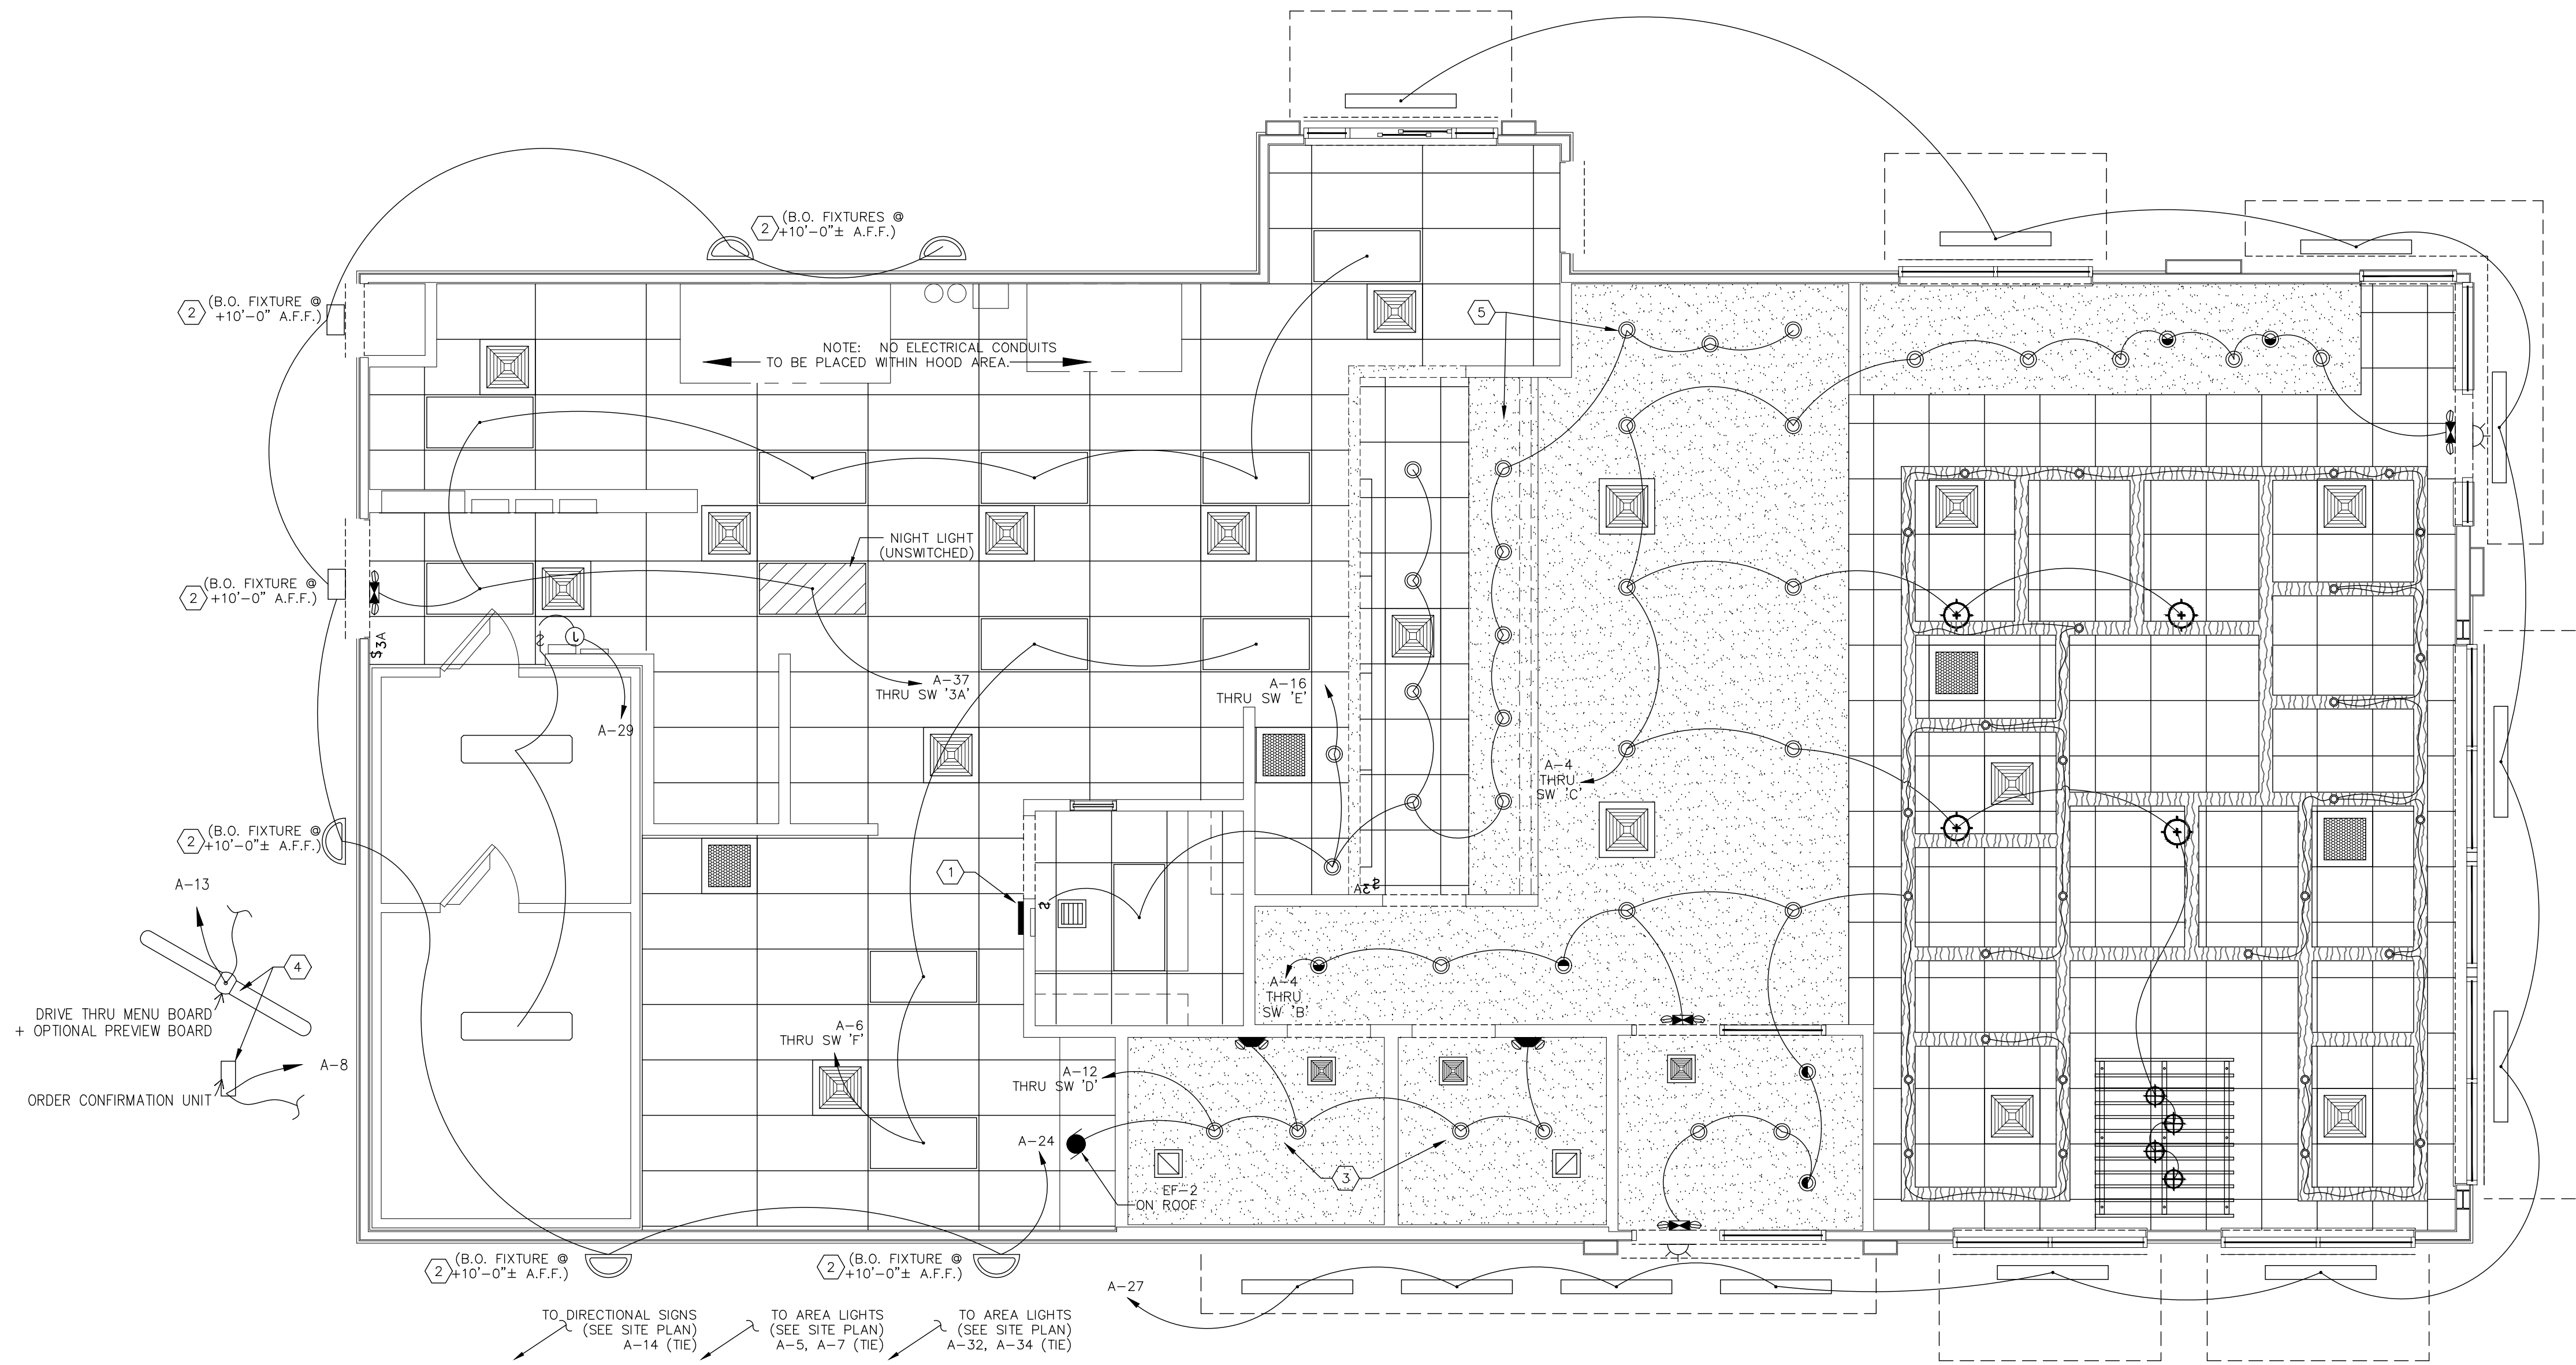 2
(B.O. FIXTURES @
+10'-0"± A.F.F.)
2
(B.O. FIXTURE @
+10'-0" A.F.F.)
5
NOTE: NO ELECTRICAL CONDUITS
TO BE PLACED WITHIN HOOD AREA.
NIGHT LIGHT
(UNSWITCHED)
2
(B.O. FIXTURE @
+10'-0" A.F.F.)
$3A
A-37
THRU SW '3A'
A-16
THRU SW 'E'
A-29
A-4
THRU
SW 'C'
2
(B.O. FIXTURE @
+10'-0"± A.F.F.)
1
A-13
$3A
4
A-4
THRU
SW 'B'
DRIVE THRU MENU BOARD
+ OPTIONAL PREVIEW BOARD
A-6
THRU SW 'F'
A-8
A-12
THRU SW 'D'
ORDER CONFIRMATION UNIT
A-24
3
EF-2
ON ROOF
2
(B.O. FIXTURE @
+10'-0"± A.F.F.)
2
(B.O. FIXTURE @
+10'-0"± A.F.F.)
A-27
TO DIRECTIONAL SIGNS
(SEE SITE PLAN)
A-14 (TIE)
TO AREA LIGHTS
(SEE SITE PLAN)
A-5, A-7 (TIE)
TO AREA LIGHTS
(SEE SITE PLAN)
A-32, A-34 (TIE)